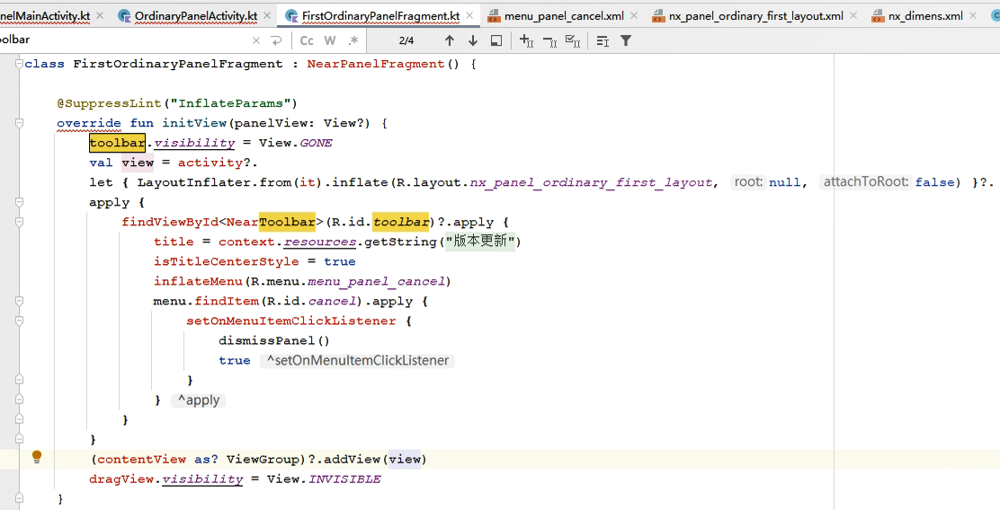 nelMainActivity.kt OrdinaryPanelActivity.kt FirstOrdinaryPanelFragment.kt menu_panel_cancel.xml nx_panel_ordinary_first_layout.xml nx_dimens.xml
oolbar Cc W .* 2/4
class FirstOrdinaryPanelFragment : NearPanelFragment() {
@SuppressLint("InflateParams")
override fun initView(panelView: View?) {
toolbar.visibility = View.GONE
val view = activity?.
let { LayoutInflater.from(it).inflate(R.layout.nx_panel_ordinary_first_layout, root: null, attachToRoot: false) }?.
apply {
findViewById<NearToolbar>(R.id.toolbar)?.apply {
title = context.resources.getString("版本更新")
isTitleCenterStyle = true
inflateMenu(R.menu.menu_panel_cancel)
menu.findItem(R.id.cancel).apply {
setOnMenuItemClickListener {
dismissPanel()
true ^setOnMenuItemClickListener
}
} ^apply
}
}
(contentView as? ViewGroup)?.addView(view)
dragView.visibility = View.INVISIBLE
}